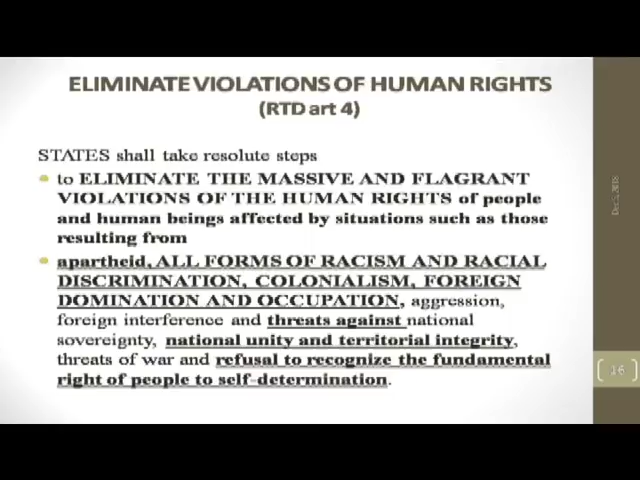 ELIMINATE VIOLATIONS OF HUMAN RIGHTS
(RTD art 4)
STATES shall take resolute steps
to ELIMINATE THE MASSIVE AND FLAGRANT
VIOLATIONS OF THE HUMAN RIGHTS of people
and human beings affected by situations such as those
resulting from
apartheid, ALL FORMS OF RACISM AND RACIAL
DISCRIMINATION, COLONIALISM, FOREIGN
DOMINATION AND OCCUPATION, aggression,
foreign interference and threats against national
sovereignty, national unity and territorial integrity,
threats of war and refusal to recognize the fundamental
right of people to self-determination.
16